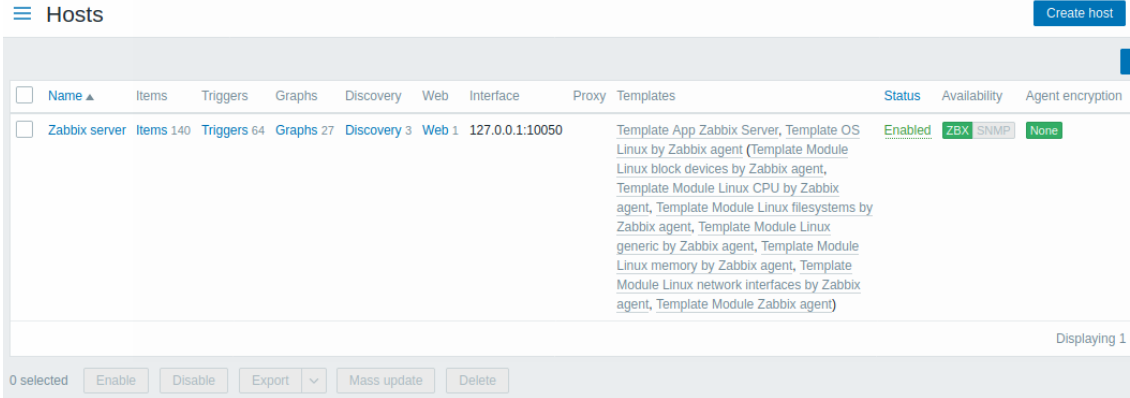 Hosts
Create host
Name Items Triggers Graphs Discovery Web Interface Proxy Templates Status Availability Agent encryption
Zabbix server Items 140 Triggers 64 Graphs 27 Discovery 3 Web 1 127.0.0.1:10050 Template App Zabbix Server, Template OS Enabled ZBX SNMP None
Linux by Zabbix agent (Template Module
Linux block devices by Zabbix agent,
Template Module Linux CPU by Zabbix
agent, Template Module Linux filesystems by
Zabbix agent, Template Module Linux
generic by Zabbix agent, Template Module
Linux memory by Zabbix agent, Template
Module Linux network interfaces by Zabbix
agent, Template Module Zabbix agent)
Displaying 1
0 selected Enable Disable Export Mass update Delete